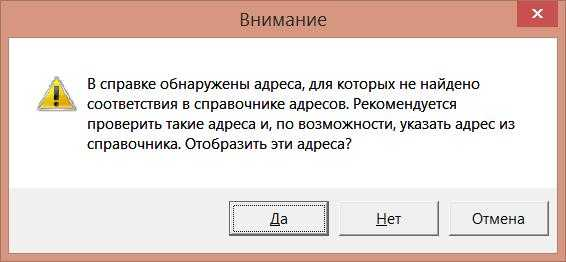 Внимание
В справке обнаружены адреса, для которых не найдено
соответствия в справочнике адресов. Рекомендуется
проверить такие адреса и, по возможности, указать адрес из
справочника. Отобразить эти адреса?
Да
Нет
Отмена